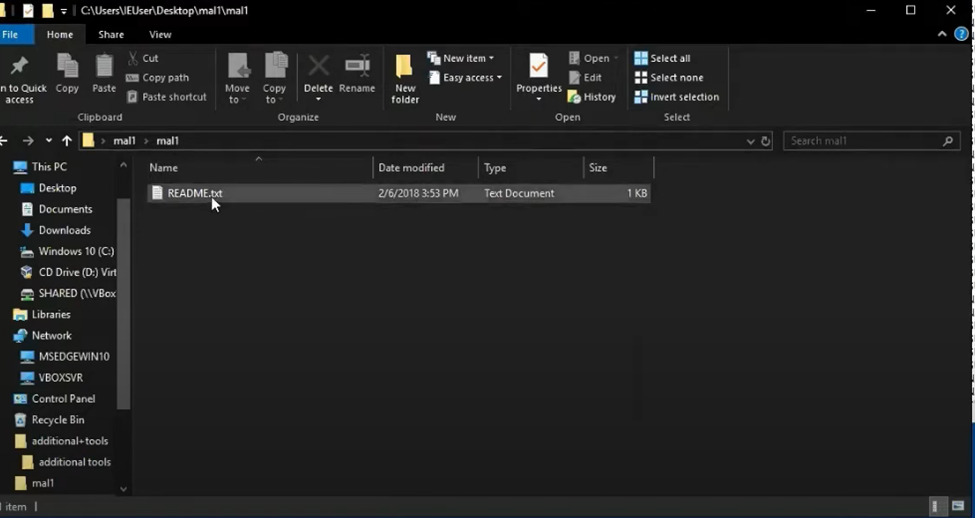 C:\Users\IEUser\Desktop\mal1\mal1
File Home Share View
n to Quick access
Copy
Paste
Cut
Copy path
Paste shortcut
Clipboard
Move to
Copy to
Delete
Rename
Organize
New folder
New item
Easy access
New
Properties
Open
Edit
History
Open
Select all
Select none
Invert selection
Select
mal1 > mal1
Search mal1
This PC
Desktop
Documents
Downloads
Windows 10 (C:)
CD Drive (D:) Virt
SHARED (\\VBox
Libraries
Network
MSEDGEWIN10
VBOXSVR
Control Panel
Recycle Bin
additional+tools
additional tools
mal1
Name Date modified Type Size
README.txt 2/6/2018 3:53 PM Text Document 1 KB
item